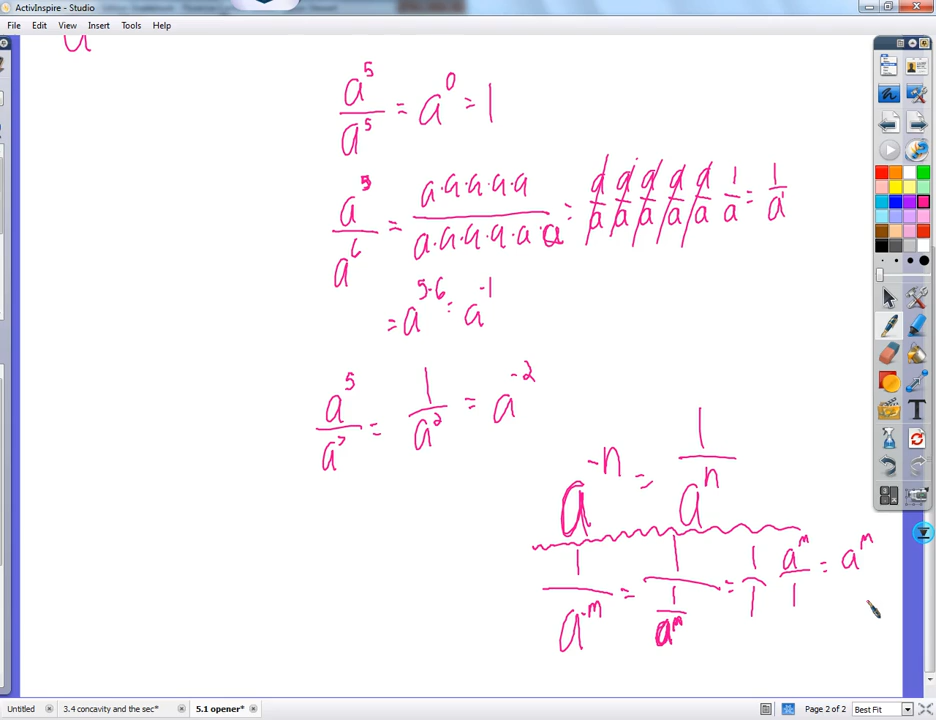 ActivInspire - Studio
File Edit View Insert Tools Help
a
a^5/a^5 = a^0 = 1
a^5/a^6 = a·a·a·a·a/a·a·a·a·a·a = a/a a/a a/a a/a a/a 1/a = 1/a^1
= a^5-6 = a^-1
a^5/a^7 = 1/a^2 = a^-2
a^-n = 1/a^n
1/a^-m = 1/(1/a^m) = 1/1 a^m/1 = a^m
Untitled 3.4 concavity and the sec* 5.1 opener* Page 2 of 2 Best Fit